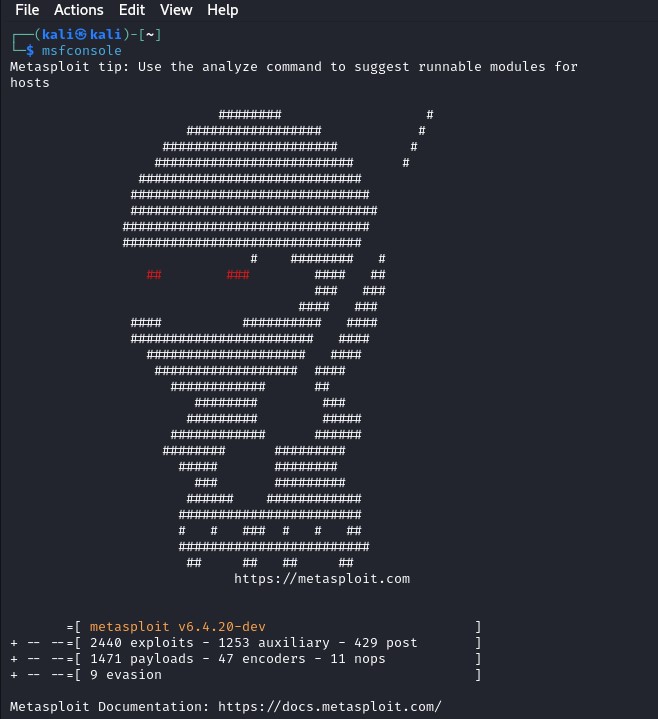 File Actions Edit View Help
┌──(kali㉿kali)-[~]
└─$ msfconsole
Metasploit tip: Use the analyze command to suggest runnable modules for
hosts
https://metasploit.com
=[ metasploit v6.4.20-dev ]
+ -- --=[ 2440 exploits - 1253 auxiliary - 429 post ]
+ -- --=[ 1471 payloads - 47 encoders - 11 nops ]
+ -- --=[ 9 evasion ]
Metasploit Documentation: https://docs.metasploit.com/